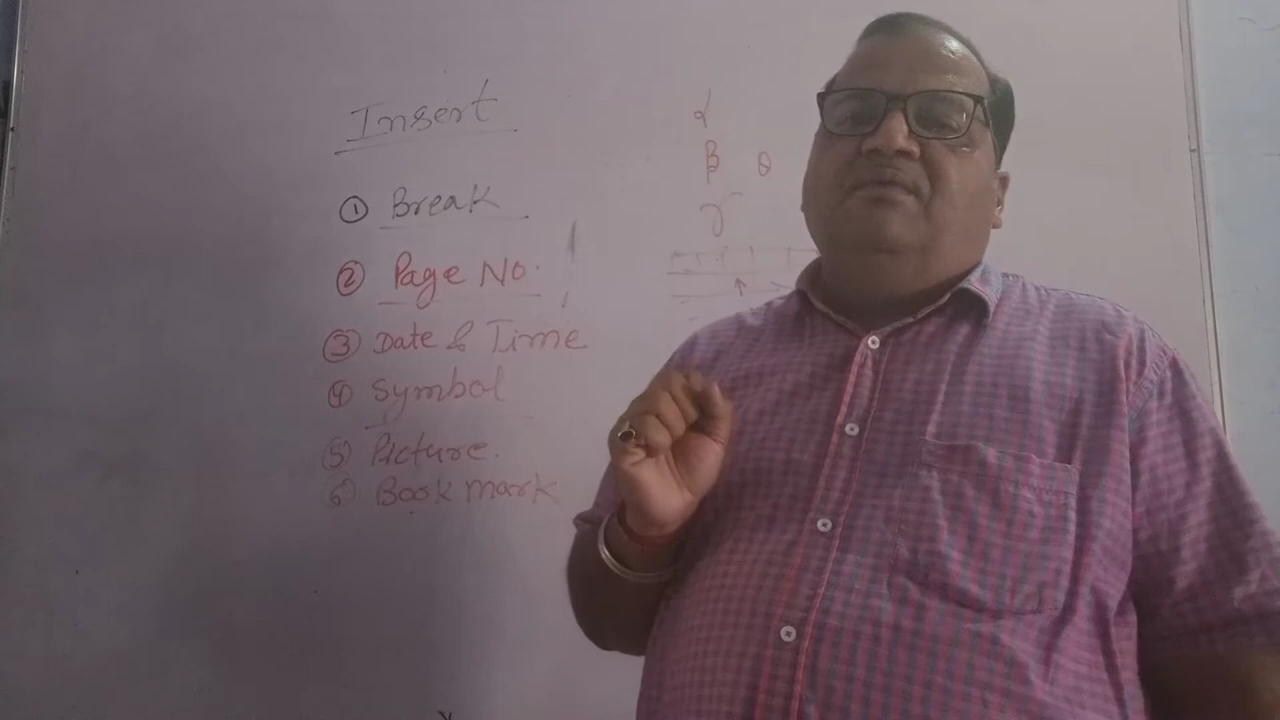 Insert
① Break
② Page No.
③ Date & Time
④ Symbol
⑤ Picture.
⑥ Book mark
α
β θ
γ